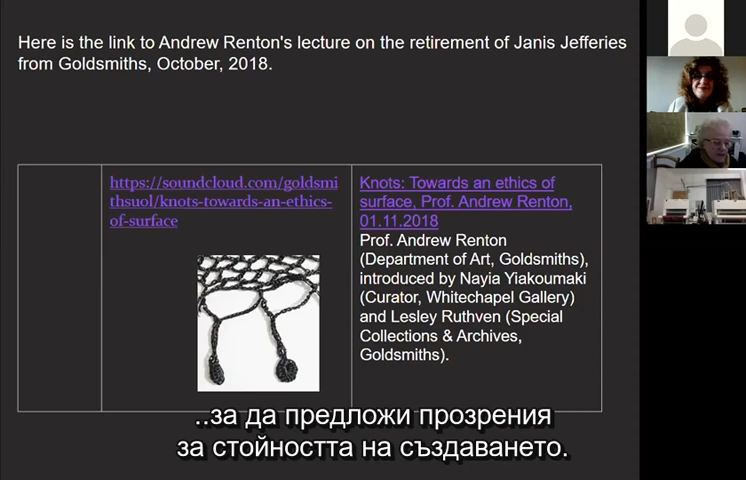 Here is the link to Andrew Renton's lecture on the retirement of Janis Jefferies
from Goldsmiths, October, 2018.
https://soundcloud.com/goldsmi
thsuol/knots-towards-an-ethics-
of-surface
Knots: Towards an ethics of
surface, Prof. Andrew Renton,
01.11.2018
Prof. Andrew Renton
(Department of Art, Goldsmiths),
introduced by Nayia Yiakoumaki
(Curator, Whitechapel Gallery)
and Lesley Ruthven (Special
Collections & Archives,
Goldsmiths).
..за да предложи прозрения
за стойността на създаването.